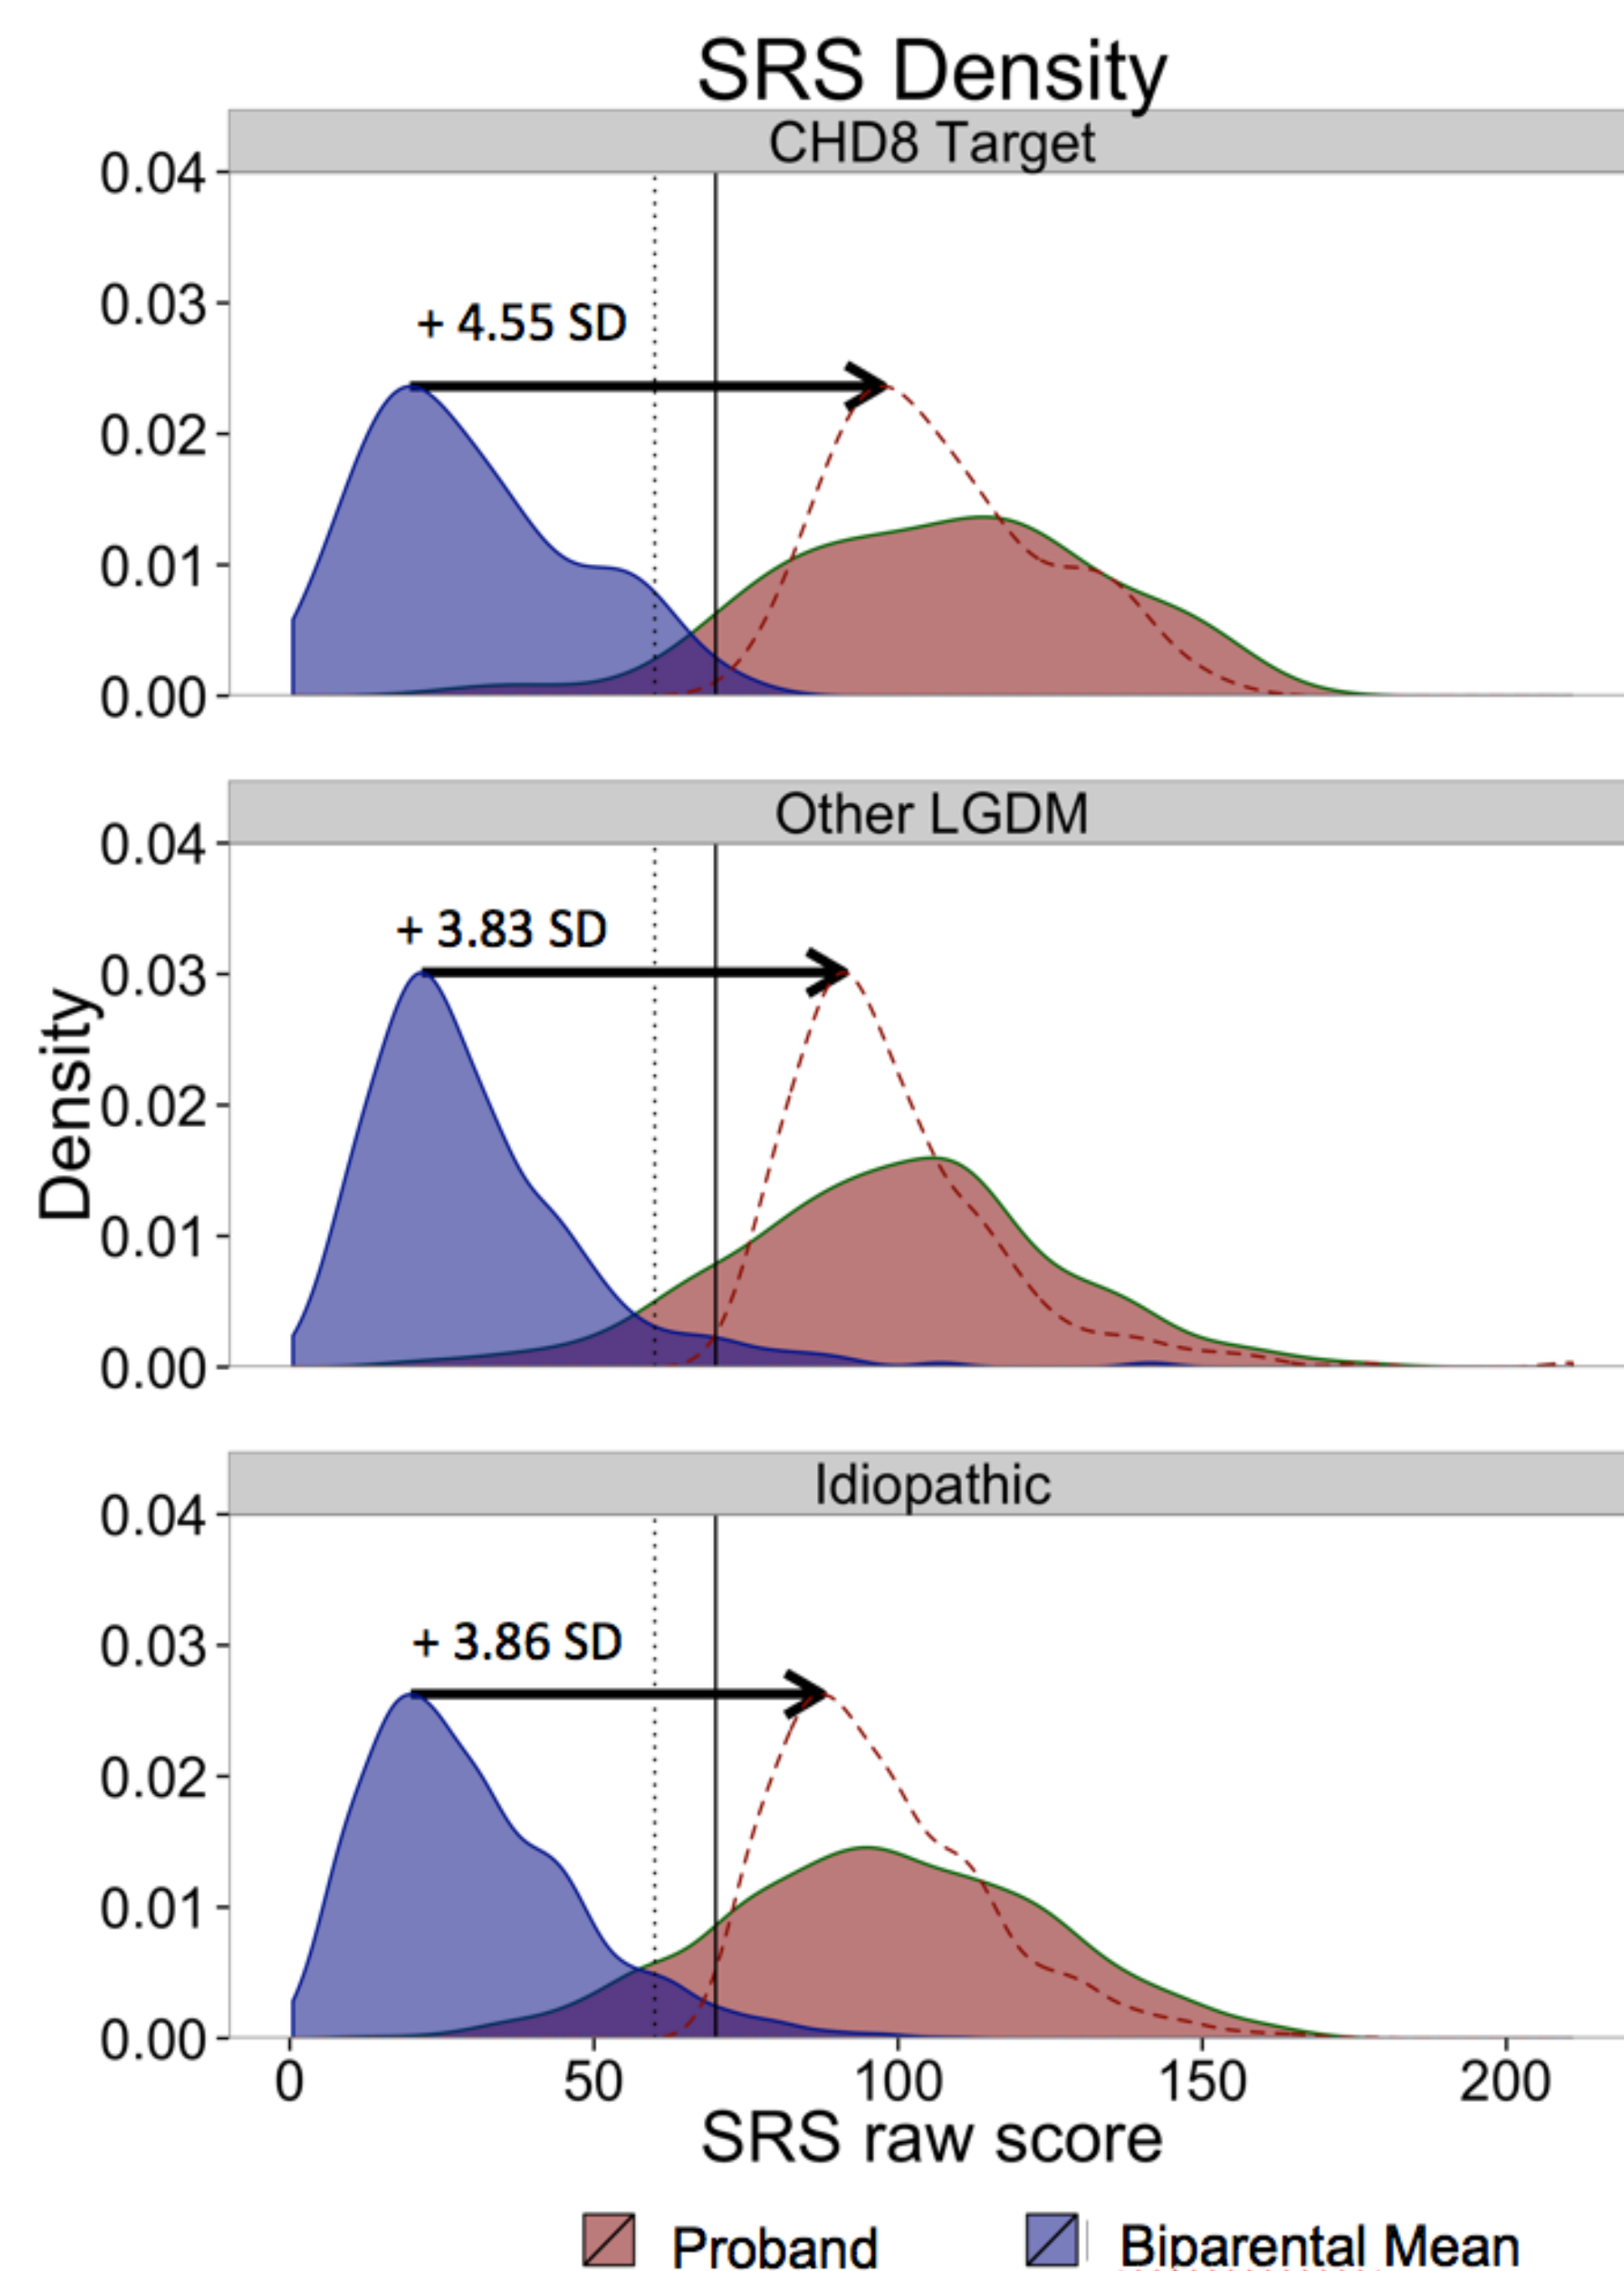 SRS Density
CHD8 Target
0.04
0.03
+ 4.55 SD
0.02
0.01
0.00
Other LGDM
0.04
+ 3.83 SD
0.03
Density
0.02
0.01
0.00
Idiopathic
0.04
0.03
+ 3.86 SD
0.02
0.01
0.00
0 50 100 150 200
SRS raw score
Proband Biparental Mean